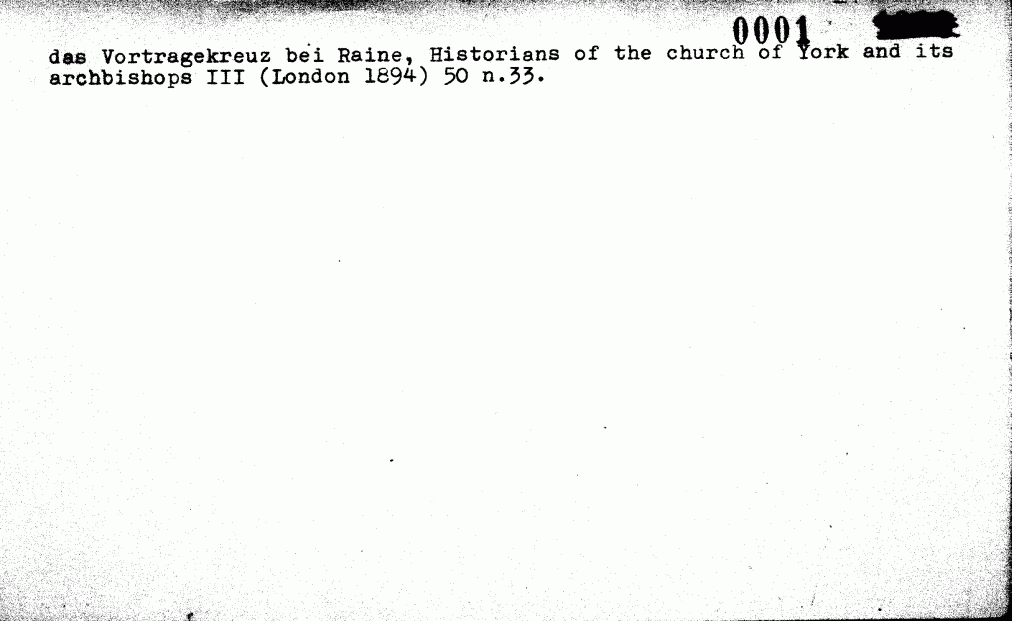 0001
das Vortragekreuz bei Raine, Historians of the church of York and its
archbishops III (London 1894) 50 n.33.